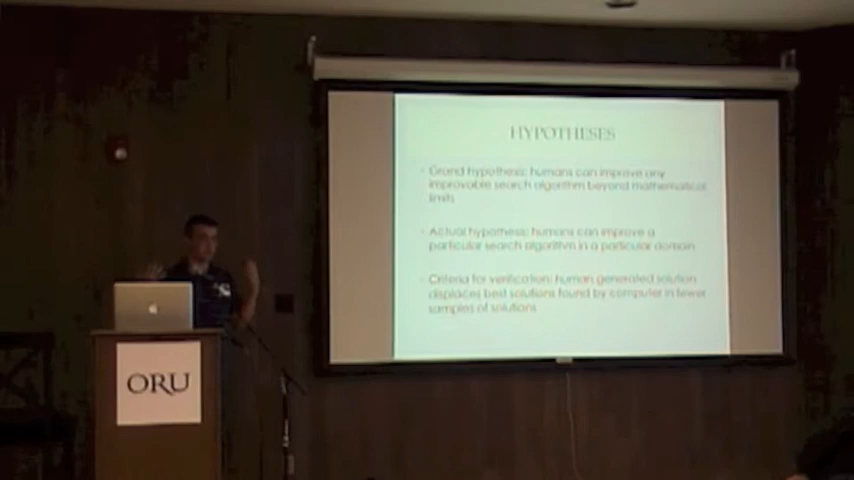 HYPOTHESES
Grand hypothesis: humans can improve any
improvable search algorithm beyond mathematical
limits
Actual hypothesis: humans can improve a
particular search algorithm in a particular domain
Criteria for verification: human generated solution
displaces best solutions found by computer in fewer
samples of solutions
ORU